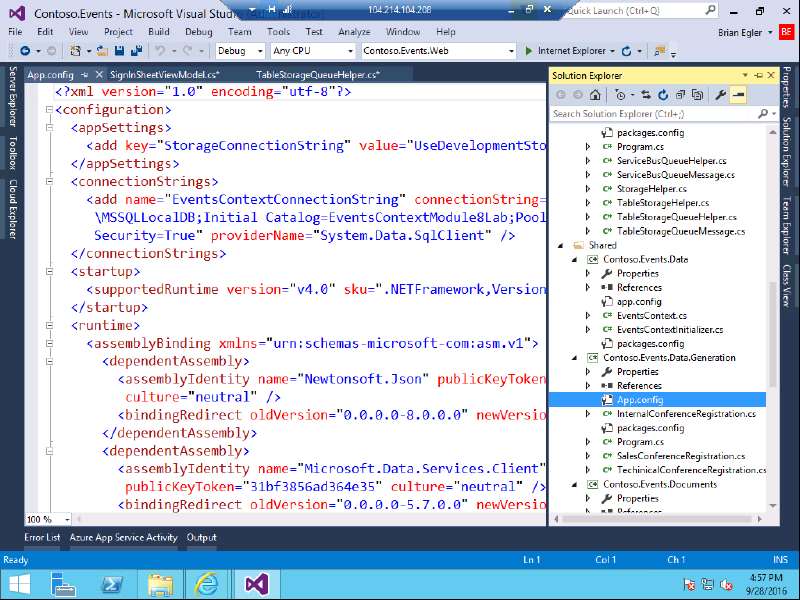 Contoso.Events - Microsoft Visual Stud
104.214.104.208
Quick Launch (Ctrl+Q)
File Edit View Project Build Debug Team Tools Test Analyze Window Help
Brian Egler BE
Debug Any CPU Contoso.Events.Web Internet Explorer
App.config SignInSheetViewModel.cs* TableStorageQueueHelper.cs*
Server Explorer
Toolbox
Cloud Explorer
<?xml version="1.0" encoding="utf-8"?>
<configuration>
<appSettings>
<add key="StorageConnectionString" value="UseDevelopmentSto
</appSettings>
<connectionStrings>
<add name="EventsContextConnectionString" connectionString=
\MSSQLLocalDB;Initial Catalog=EventsContextModule8Lab;Pool
Security=True" providerName="System.Data.SqlClient" />
</connectionStrings>
<startup>
<supportedRuntime version="v4.0" sku=".NETFramework,Version
</startup>
<runtime>
<assemblyBinding xmlns="urn:schemas-microsoft-com:asm.v1">
<dependentAssembly>
<assemblyIdentity name="Newtonsoft.Json" publicKeyToken
culture="neutral" />
<bindingRedirect oldVersion="0.0.0.0-8.0.0.0" newVersio
</dependentAssembly>
<dependentAssembly>
<assemblyIdentity name="Microsoft.Data.Services.Client"
publicKeyToken="31bf3856ad364e35" culture="neutral" />
<bindingRedirect oldVersion="0.0.0.0-5.7.0.0" newVersio
100 %
Solution Explorer
Search Solution Explorer (Ctrl+;)
packages.config
Program.cs
ServiceBusQueueHelper.cs
ServiceBusQueueMessage.cs
StorageHelper.cs
TableStorageHelper.cs
TableStorageQueueHelper.cs
TableStorageQueueMessage.cs
Shared
Contoso.Events.Data
Properties
References
app.config
EventsContext.cs
EventsContextInitializer.cs
packages.config
Contoso.Events.Data.Generation
Properties
References
App.config
InternalConferenceRegistration.cs
packages.config
Program.cs
SalesConferenceRegistration.cs
TechinicalConferenceRegistration.cs
Contoso.Events.Documents
Properties
References
Properties
Solution Explorer
Team Explorer
Class View
Error List Azure App Service Activity Output
Ready Ln 1 Col 1 Ch 1 INS
4:57 PM
9/28/2016